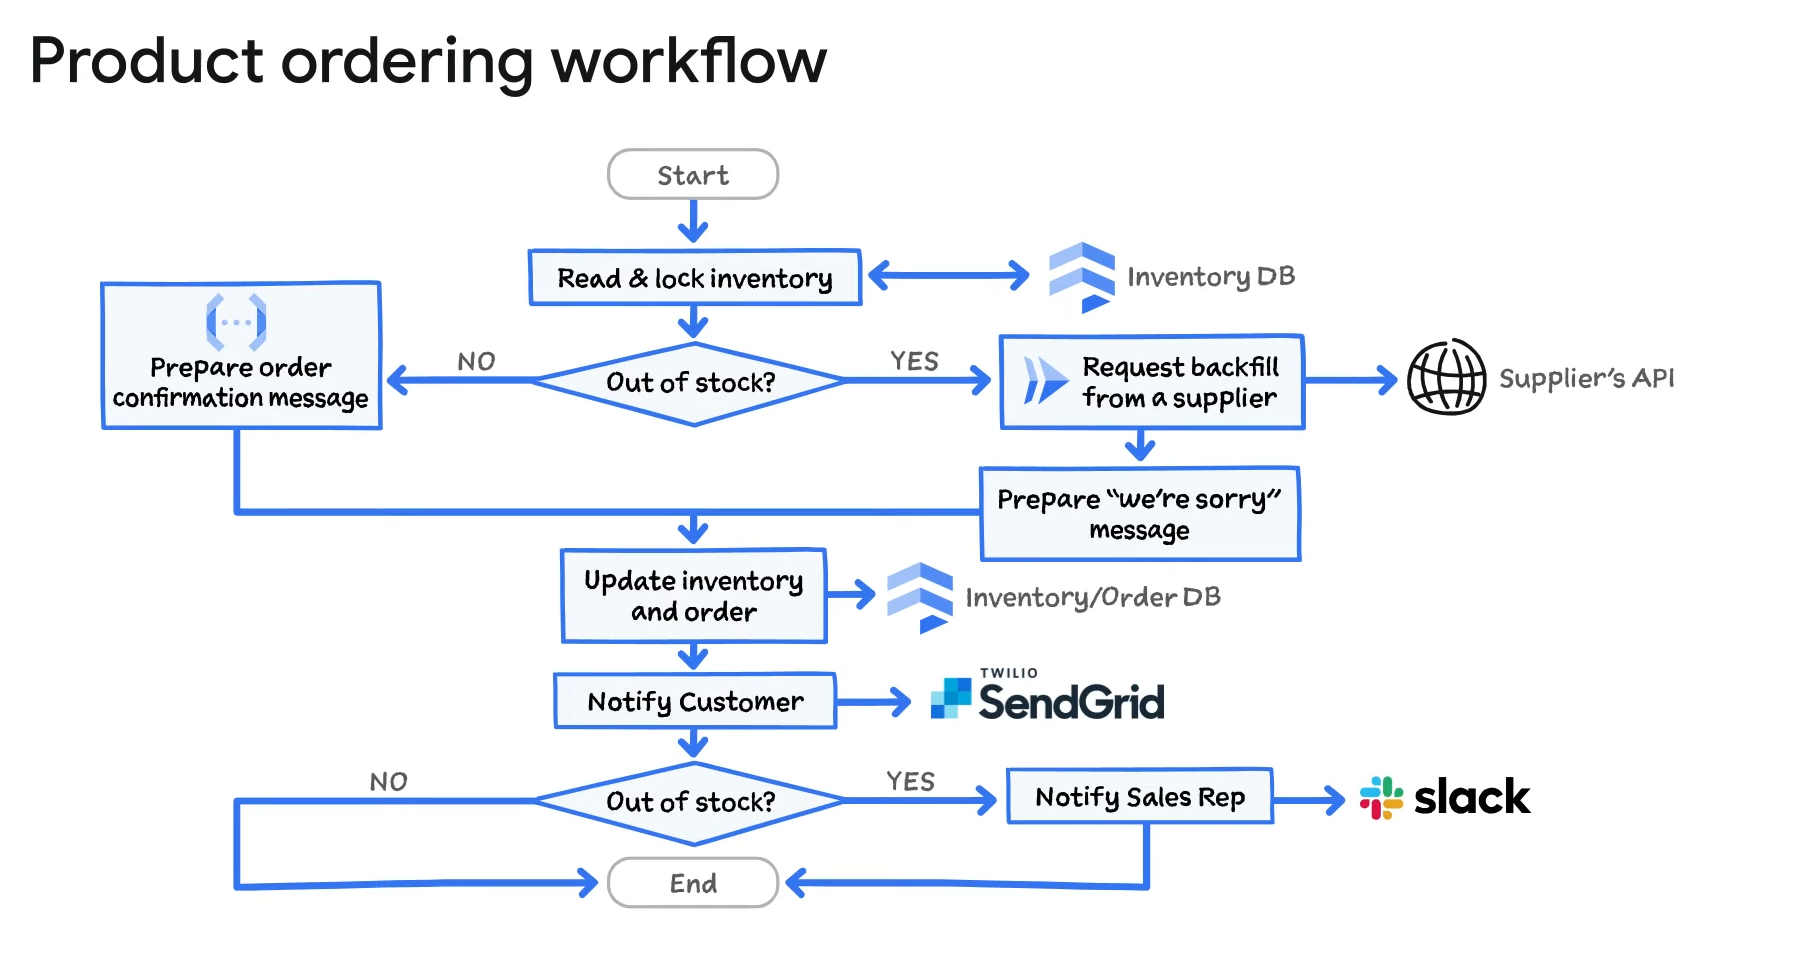 Product ordering workflow
Start
Read & lock inventory
Inventory DB
Prepare order
confirmation message
NO
Out of stock?
YES
Request backfill
from a supplier
Supplier’s API
Prepare “we’re sorry”
message
Update inventory
and order
Inventory/Order DB
Notify Customer
TWILIO
SendGrid
NO
Out of stock?
YES
Notify Sales Rep
slack
End